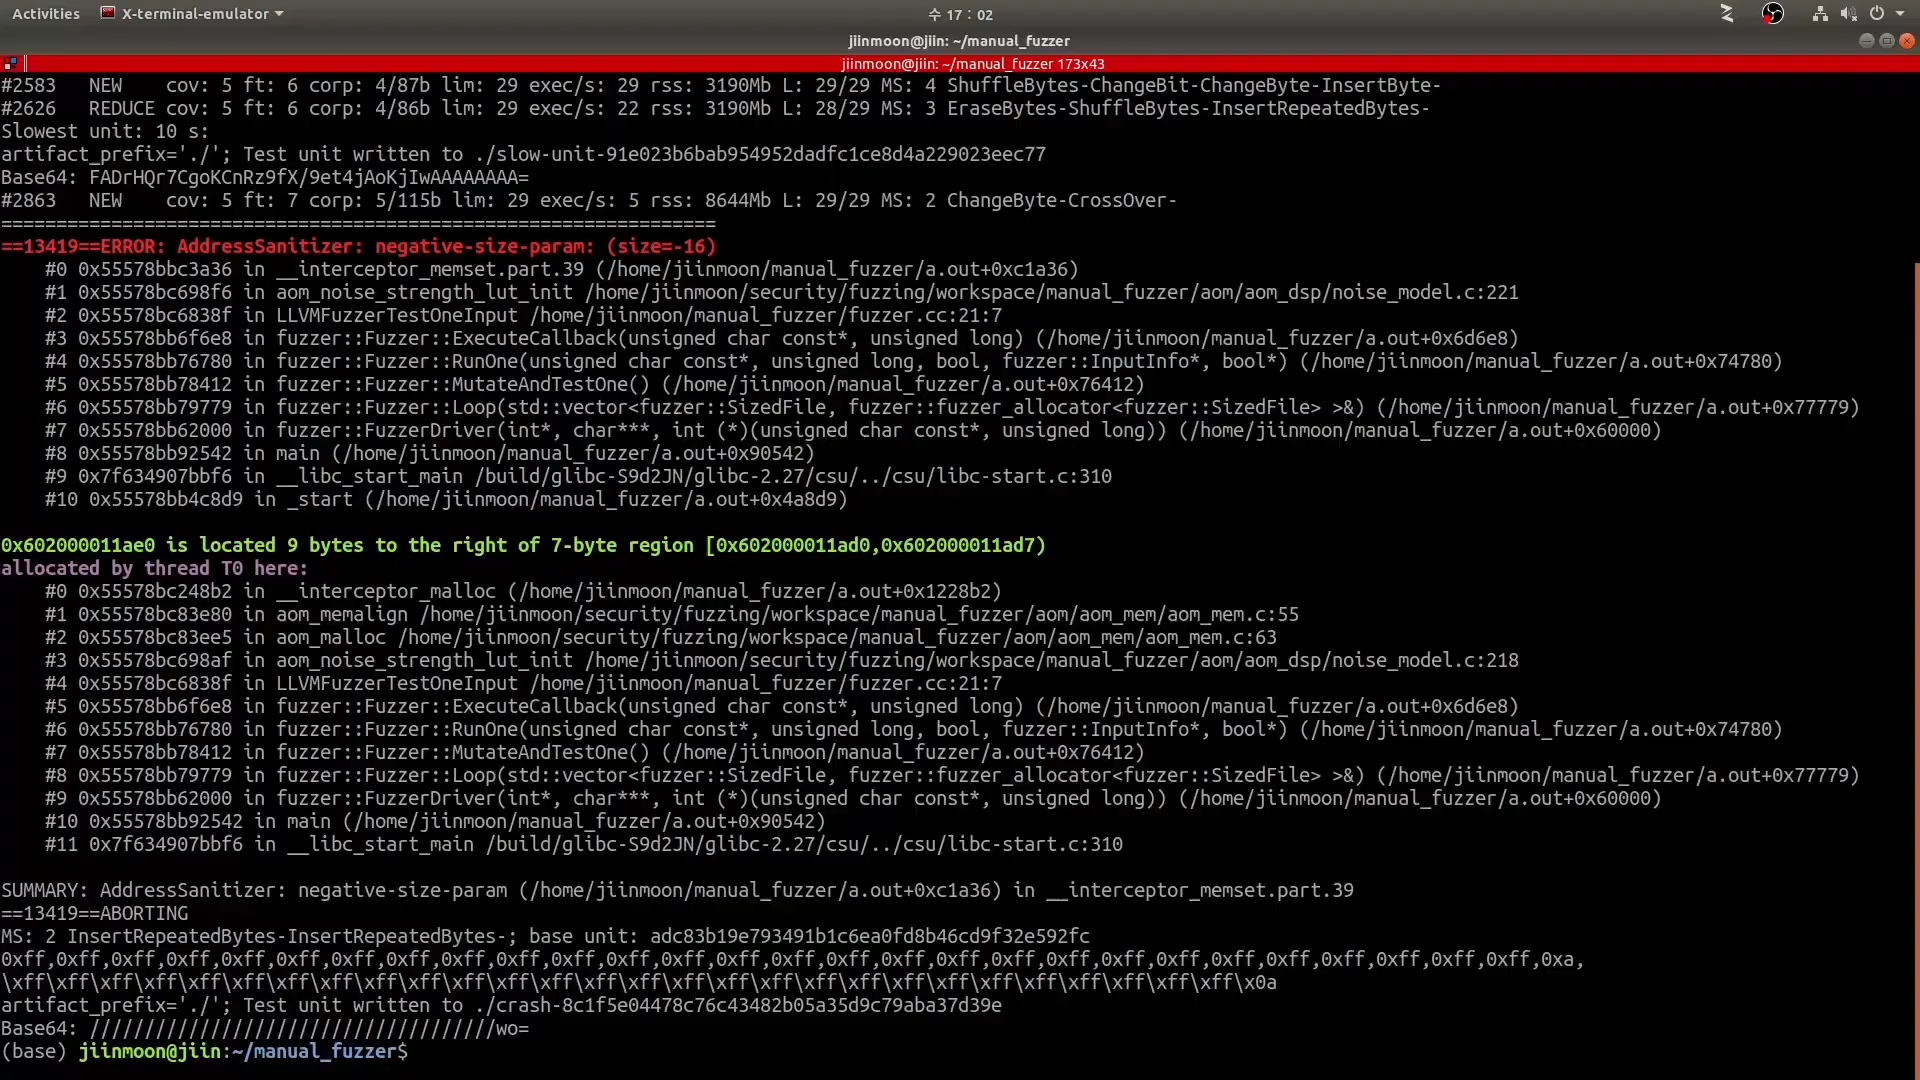 Activities X-terminal-emulator
수 17 : 02
jiinmoon@jiin: ~/manual_fuzzer
jiinmoon@jiin: ~/manual_fuzzer 173x43
#2583 NEW cov: 5 ft: 6 corp: 4/87b lim: 29 exec/s: 29 rss: 3190Mb L: 29/29 MS: 4 ShuffleBytes-ChangeBit-ChangeByte-InsertByte-
#2626 REDUCE cov: 5 ft: 6 corp: 4/86b lim: 29 exec/s: 22 rss: 3190Mb L: 28/29 MS: 3 EraseBytes-ShuffleBytes-InsertRepeatedBytes-
Slowest unit: 10 s:
artifact_prefix='./'; Test unit written to ./slow-unit-91e023b6bab954952dadfc1ce8d4a229023eec77
Base64: FADrHQr7CgoKCnRz9fX/9et4jAoKjIwAAAAAAAA=
#2863 NEW cov: 5 ft: 7 corp: 5/115b lim: 29 exec/s: 5 rss: 8644Mb L: 29/29 MS: 2 ChangeByte-CrossOver-
=================================================================
==13419==ERROR: AddressSanitizer: negative-size-param: (size=-16)
#0 0x55578bbc3a36 in __interceptor_memset.part.39 (/home/jiinmoon/manual_fuzzer/a.out+0xc1a36)
#1 0x55578bc698f6 in aom_noise_strength_lut_init /home/jiinmoon/security/fuzzing/workspace/manual_fuzzer/aom/aom_dsp/noise_model.c:221
#2 0x55578bc6838f in LLVMFuzzerTestOneInput /home/jiinmoon/manual_fuzzer/fuzzer.cc:21:7
#3 0x55578bb6f6e8 in fuzzer::Fuzzer::ExecuteCallback(unsigned char const*, unsigned long) (/home/jiinmoon/manual_fuzzer/a.out+0x6d6e8)
#4 0x55578bb76780 in fuzzer::Fuzzer::RunOne(unsigned char const*, unsigned long, bool, fuzzer::InputInfo*, bool*) (/home/jiinmoon/manual_fuzzer/a.out+0x74780)
#5 0x55578bb78412 in fuzzer::Fuzzer::MutateAndTestOne() (/home/jiinmoon/manual_fuzzer/a.out+0x76412)
#6 0x55578bb79779 in fuzzer::Fuzzer::Loop(std::vector<fuzzer::SizedFile, fuzzer::fuzzer_allocator<fuzzer::SizedFile> >&) (/home/jiinmoon/manual_fuzzer/a.out+0x77779)
#7 0x55578bb62000 in fuzzer::FuzzerDriver(int*, char***, int (*)(unsigned char const*, unsigned long)) (/home/jiinmoon/manual_fuzzer/a.out+0x60000)
#8 0x55578bb92542 in main (/home/jiinmoon/manual_fuzzer/a.out+0x90542)
#9 0x7f634907bbf6 in __libc_start_main /build/glibc-S9d2JN/glibc-2.27/csu/../csu/libc-start.c:310
#10 0x55578bb4c8d9 in _start (/home/jiinmoon/manual_fuzzer/a.out+0x4a8d9)
0x602000011ae0 is located 9 bytes to the right of 7-byte region [0x602000011ad0,0x602000011ad7)
allocated by thread T0 here:
#0 0x55578bc248b2 in __interceptor_malloc (/home/jiinmoon/manual_fuzzer/a.out+0x1228b2)
#1 0x55578bc83e80 in aom_memalign /home/jiinmoon/security/fuzzing/workspace/manual_fuzzer/aom/aom_mem/aom_mem.c:55
#2 0x55578bc83ee5 in aom_malloc /home/jiinmoon/security/fuzzing/workspace/manual_fuzzer/aom/aom_mem/aom_mem.c:63
#3 0x55578bc698af in aom_noise_strength_lut_init /home/jiinmoon/security/fuzzing/workspace/manual_fuzzer/aom/aom_dsp/noise_model.c:218
#4 0x55578bc6838f in LLVMFuzzerTestOneInput /home/jiinmoon/manual_fuzzer/fuzzer.cc:21:7
#5 0x55578bb6f6e8 in fuzzer::Fuzzer::ExecuteCallback(unsigned char const*, unsigned long) (/home/jiinmoon/manual_fuzzer/a.out+0x6d6e8)
#6 0x55578bb76780 in fuzzer::Fuzzer::RunOne(unsigned char const*, unsigned long, bool, fuzzer::InputInfo*, bool*) (/home/jiinmoon/manual_fuzzer/a.out+0x74780)
#7 0x55578bb78412 in fuzzer::Fuzzer::MutateAndTestOne() (/home/jiinmoon/manual_fuzzer/a.out+0x76412)
#8 0x55578bb79779 in fuzzer::Fuzzer::Loop(std::vector<fuzzer::SizedFile, fuzzer::fuzzer_allocator<fuzzer::SizedFile> >&) (/home/jiinmoon/manual_fuzzer/a.out+0x77779)
#9 0x55578bb62000 in fuzzer::FuzzerDriver(int*, char***, int (*)(unsigned char const*, unsigned long)) (/home/jiinmoon/manual_fuzzer/a.out+0x60000)
#10 0x55578bb92542 in main (/home/jiinmoon/manual_fuzzer/a.out+0x90542)
#11 0x7f634907bbf6 in __libc_start_main /build/glibc-S9d2JN/glibc-2.27/csu/../csu/libc-start.c:310
SUMMARY: AddressSanitizer: negative-size-param (/home/jiinmoon/manual_fuzzer/a.out+0xc1a36) in __interceptor_memset.part.39
==13419==ABORTING
MS: 2 InsertRepeatedBytes-InsertRepeatedBytes-; base unit: adc83b19e793491b1c6ea0fd8b46cd9f32e592fc
0xff,0xff,0xff,0xff,0xff,0xff,0xff,0xff,0xff,0xff,0xff,0xff,0xff,0xff,0xff,0xff,0xff,0xff,0xff,0xff,0xff,0xff,0xff,0xff,0xff,0xff,0xff,0xff,0xa,
\xff\xff\xff\xff\xff\xff\xff\xff\xff\xff\xff\xff\xff\xff\xff\xff\xff\xff\xff\xff\xff\xff\xff\xff\xff\xff\xff\xff\x0a
artifact_prefix='./'; Test unit written to ./crash-8c1f5e04478c76c43482b05a35d9c79aba37d39e
Base64: /////////////////////////////////////wo=
(base) jiinmoon@jiin:~/manual_fuzzer$